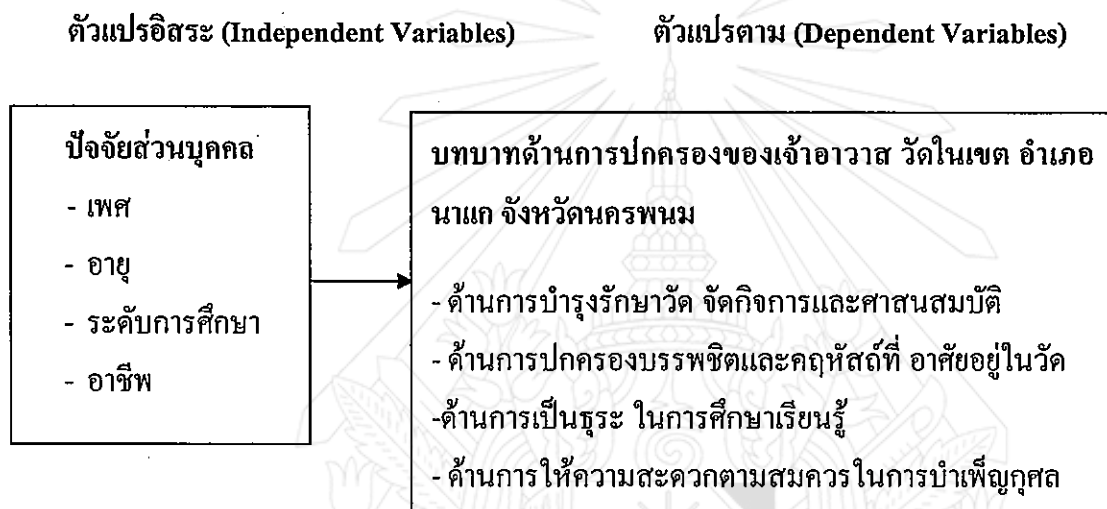 ตัวแปรอิสระ (Independent Variables)
ตัวแปรตาม (Dependent Variables)
ปัจจัยส่วนบุคคล
- เพศ
- อายุ
- ระดับการศึกษา
- อาชีพ
บทบาทด้านการปกครองของเจ้าอาวาส วัดในเขต อำเภอ
นาแก จังหวัดนครพนม
- ด้านการบำรุงรักษาวัด จัดกิจการและศาสนสมบัติ
- ด้านการปกครองบรรพชิตและคฤหัสถ์ที่ อาศัยอยู่ในวัด
-ด้านการเป็นธุระ ในการศึกษาเรียนรู้
- ด้านการให้ความสะดวกตามสมควรในการบำเพ็ญกุศล